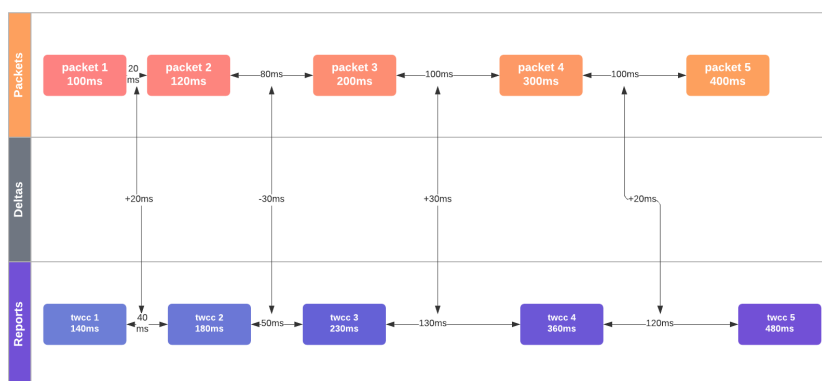 Packets
packet 1
100ms
20
ms
packet 2
120ms
80ms
packet 3
200ms
100ms
packet 4
300ms
100ms
packet 5
400ms
Deltas
+20ms
-30ms
+30ms
+20ms
Reports
twcc 1
140ms
40
ms
twcc 2
180ms
50ms
twcc 3
230ms
130ms
twcc 4
360ms
120ms
twcc 5
480ms